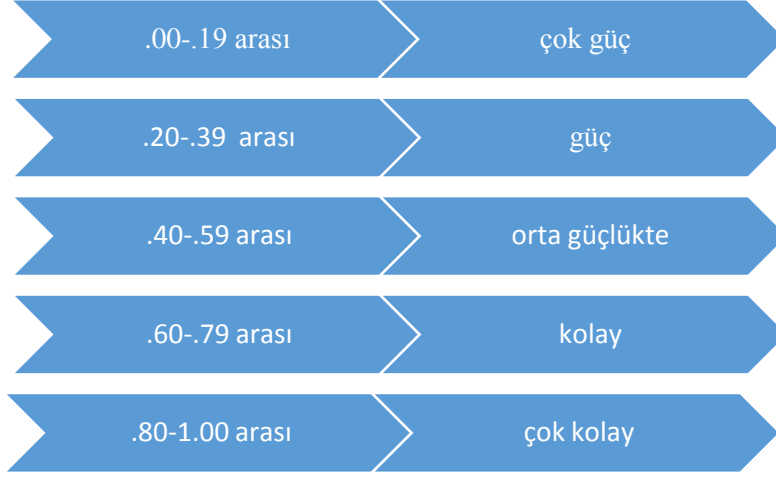 .00-.19 arası çok güç
.20-.39 arası güç
.40-.59 arası orta güçlükte
.60-.79 arası kolay
.80-1.00 arası çok kolay